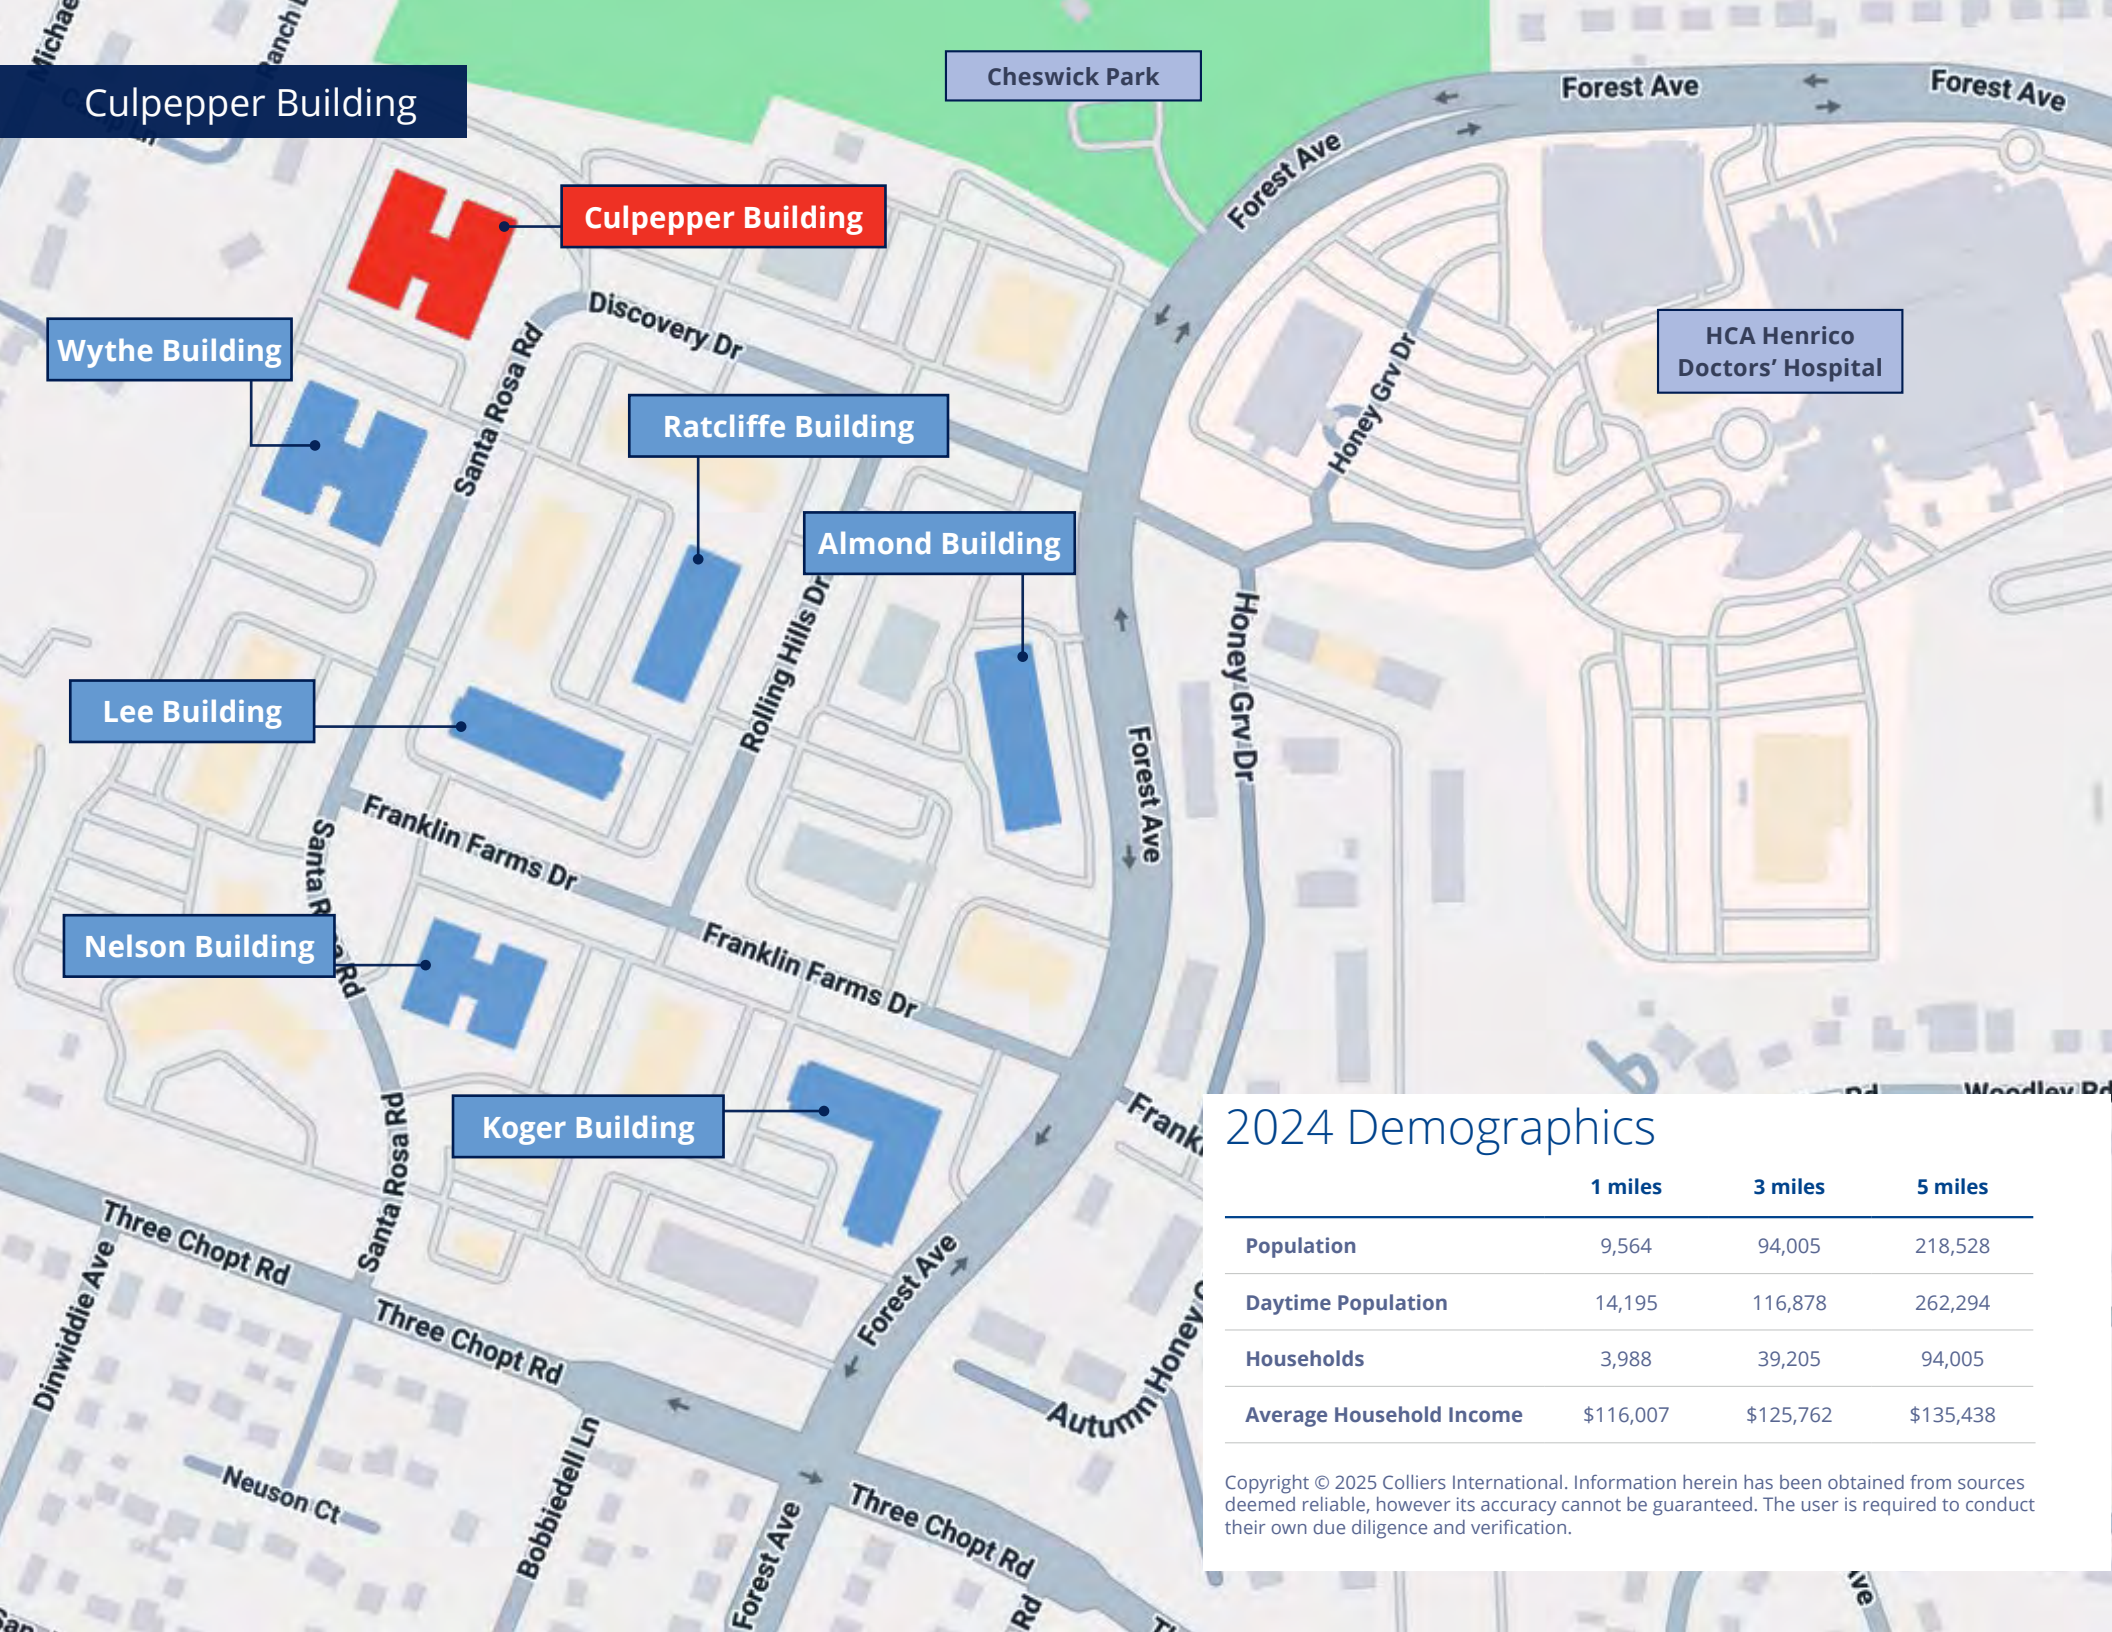 Culpepper Building
Cheswick Park
Forest Ave
Forest Ave
Forest Ave
Culpepper Building
Discovery Dr
Santa Rosa Rd
Wythe Building
HCA Henrico
Doctors’ Hospital
Honey Grv Dr
Ratcliffe Building
Almond Building
Rolling Hills Dr
Honey Grv Dr
Lee Building
Forest Ave
Franklin Farms Dr
Nelson Building
Franklin Farms Dr
Woodley Rd
Koger Building
Santa Rosa Rd
Three Chopt Rd
Three Chopt Rd
Forest Ave
Dinwiddie Ave
Autumn Honey
Neuson Ct
Bobbiedell Ln
Forest Ave
Three Chopt Rd
Rd
2024 Demographics
1 miles 3 miles 5 miles
Population 9,564 94,005 218,528
Daytime Population 14,195 116,878 262,294
Households 3,988 39,205 94,005
Average Household Income $116,007 $125,762 $135,438
Copyright © 2025 Colliers International. Information herein has been obtained from sources
deemed reliable, however its accuracy cannot be guaranteed. The user is required to conduct
their own due diligence and verification.